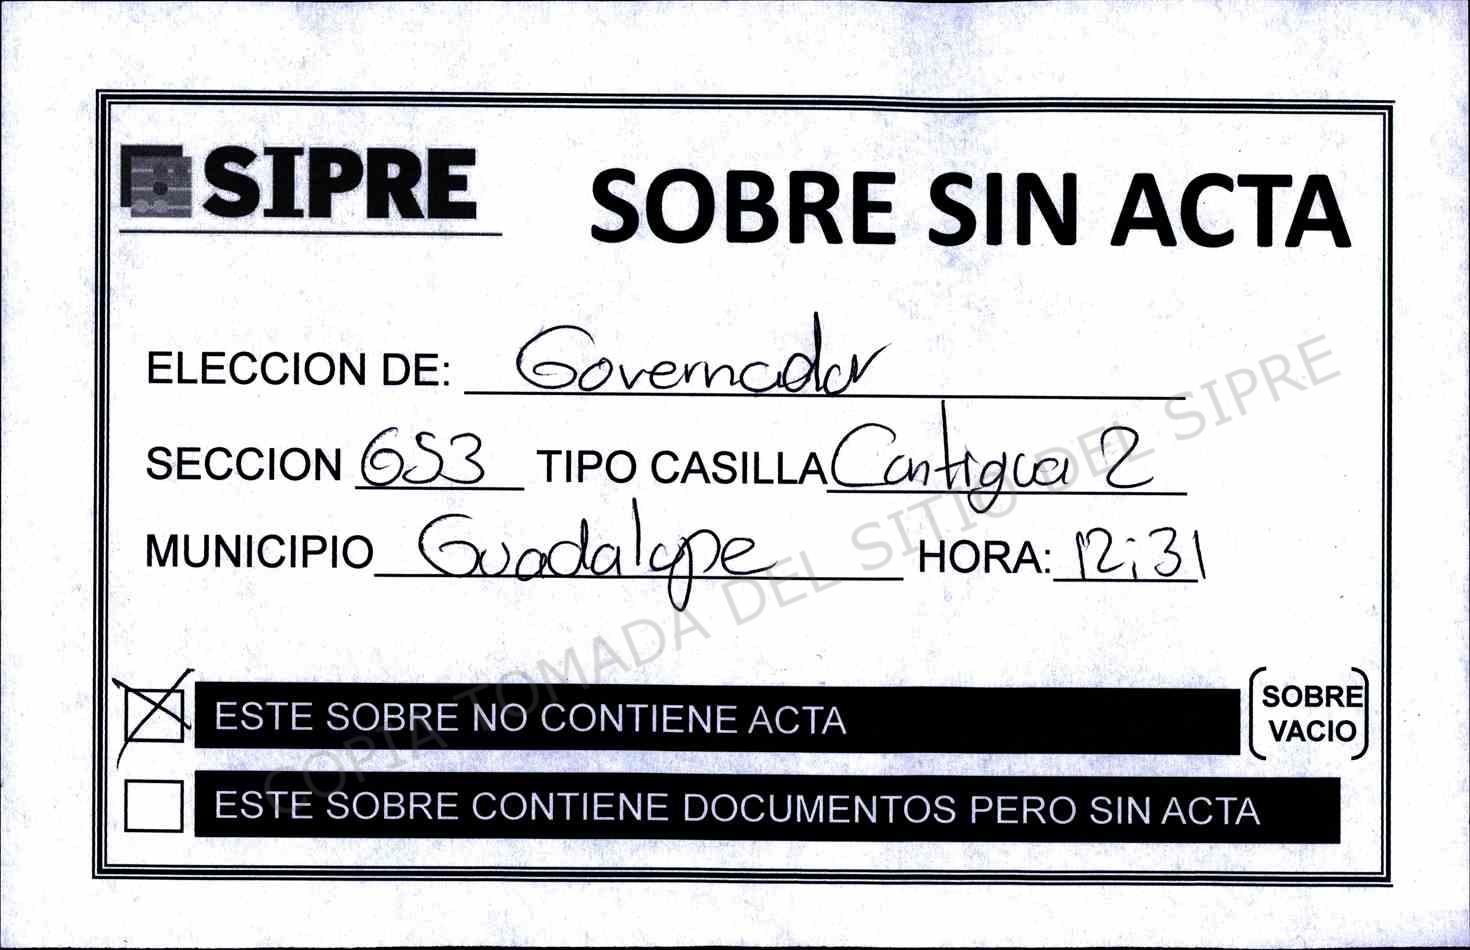 SIPRE
SOBRE SIN ACTA
ELECCION DE: Governador
SECCION 653 TIPO CASILLA Contigua 2
MUNICIPIO Guadalupe HORA: 12:31
ESTE SOBRE NO CONTIENE ACTA (SOBRE VACIO)
ESTE SOBRE CONTIENE DOCUMENTOS PERO SIN ACTA
COPIA TOMADA DEL SITIO DEL SIPRE